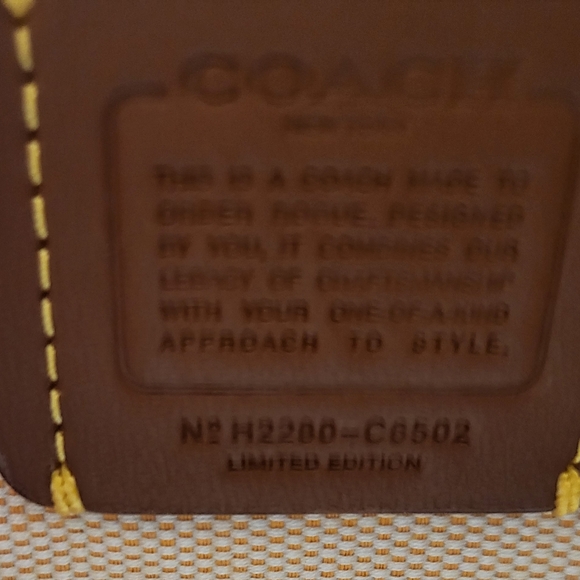 COACH
NEW YORK
THIS IS A COACH MADE TO
ORDER ROGUE. DESIGNED
BY YOU, IT COMBINES OUR
LEGACY OF CRAFTSMANSHIP
WITH YOUR ONE-OF-A-KIND
APPROACH TO STYLE.
Nº H2280-C6502
LIMITED EDITION